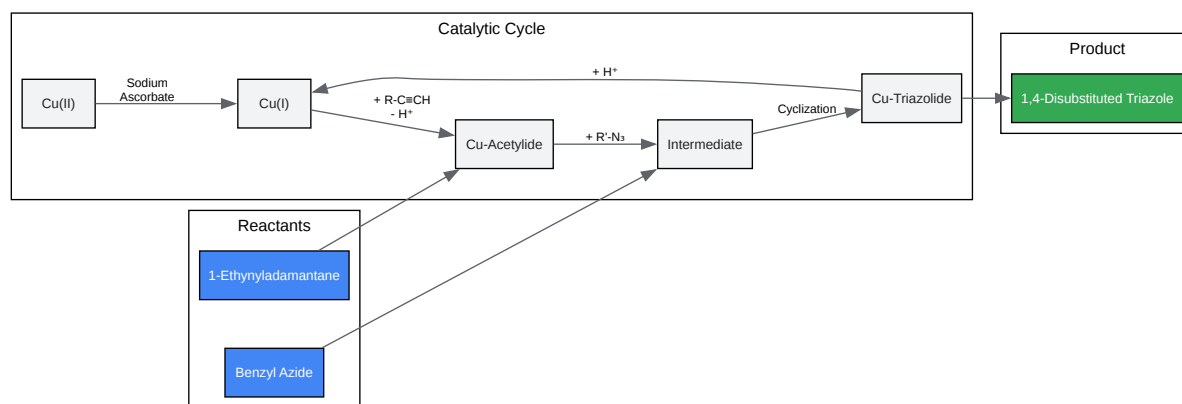 Catalytic Cycle
Product
Cu(II)
Sodium
Ascorbate
Cu(I)
+ R-C≡CH
- H⁺
Cu-Acetylide
+ R'-N₃
Intermediate
Cyclization
+ H⁺
Cu-Triazolide
1,4-Disubstituted Triazole
Reactants
1-Ethynyladamantane
Benzyl Azide